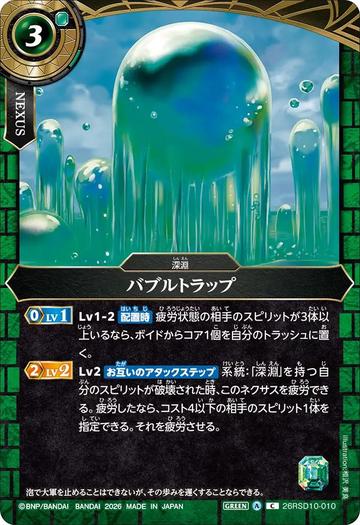 3
NEXUS
しんえん
深淵
バブルトラップ
0 LV1 Lv1-2 配置時 疲労状態の相手のスピリットが3体以
上いるなら、ボイドからコア1個を自分のトラッシュに置
く。
2 LV2 Lv2 お互いのアタックステップ 系統:「深淵」を持つ自
分のスピリットが破壊された時、このネクサスを疲労でき
る。疲労したなら、コスト4以下の相手のスピリット1体を
指定できる。それを疲労させる。
泡で大軍を止めることはできないが、その歩みを遅くすることならできる。
©BNP/BANDAI BANDAI 2026 MADE IN JAPAN GREEN A C 26RSD10-010